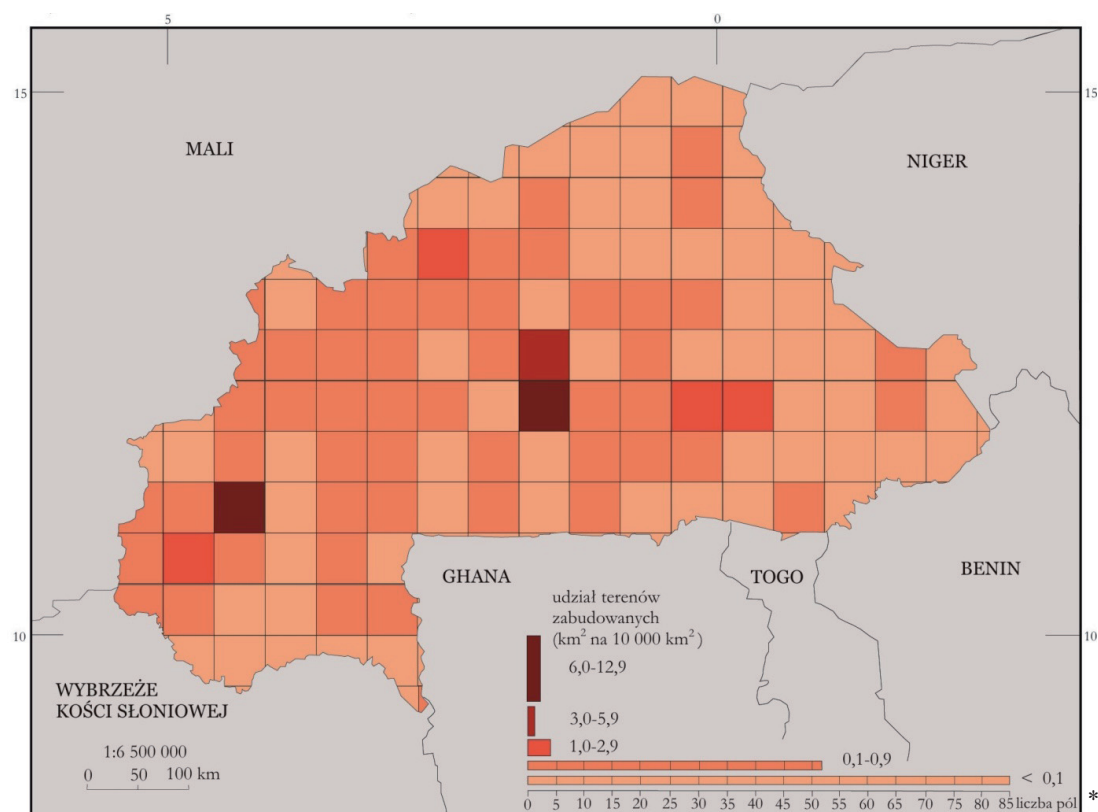 5
0
15
15
MALI
NIGER
GHANA
TOGO
BENIN
udział terenów
zabudowanych
(km² na 10 000 km²)
10
10
6,0-12,9
WYBRZEŻE
KOŚCI SŁONIOWEJ
3,0-5,9
1:6 500 000
1,0-2,9
0,1-0,9
0 50 100 km
< 0,1
0 5 10 15 20 25 30 35 40 45 50 55 60 65 70 75 80 85 liczba pól
*